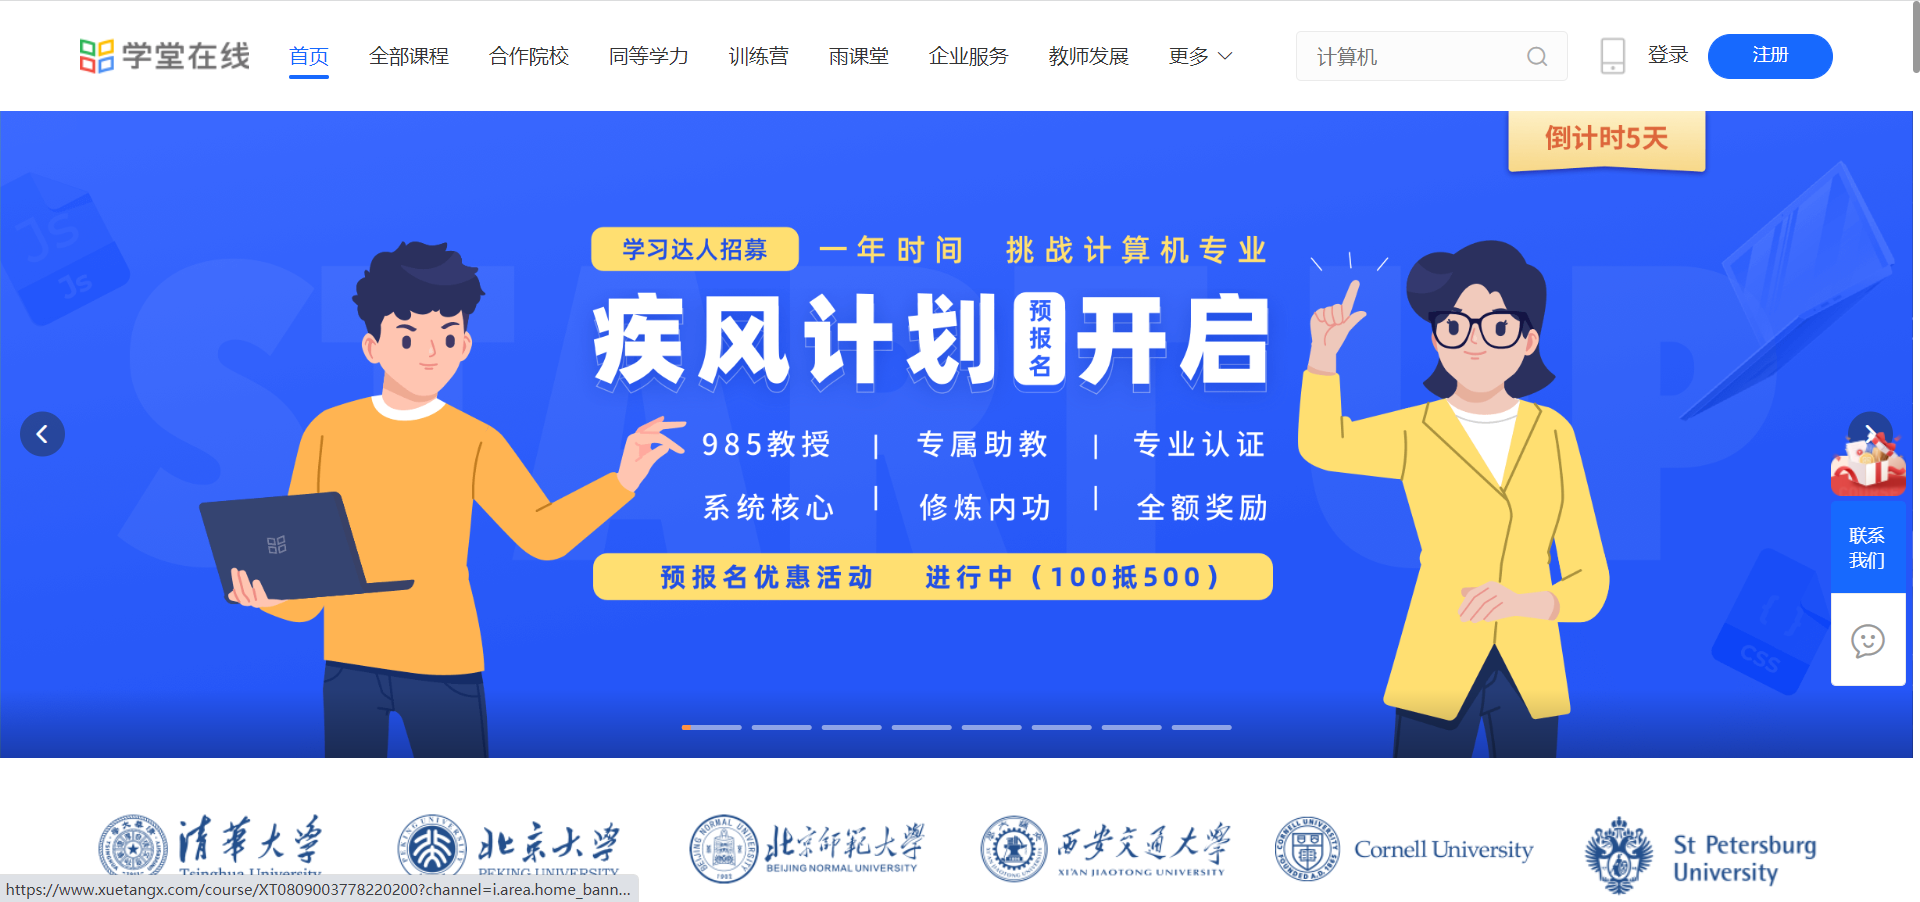 学堂在线
首页 全部课程 合作院校 同等学力 训练营 雨课堂 企业服务 教师发展 更多
计算机
登录
注册
倒计时5天
学习达人招募 一年时间 挑战计算机专业
疾风计划 预报名 开启
985教授 | 专属助教 | 专业认证
系统核心 | 修炼内功 | 全额奖励
预报名优惠活动 进行中（100抵500）
START UP
Js
Js
CSS
联系
我们
清华大学
Tsinghua University
北京大学
PEKING UNIVERSITY
北京师范大学
BEIJING NORMAL UNIVERSITY
西安交通大学
XI'AN JIAOTONG UNIVERSITY
Cornell University
St Petersburg
University
https://www.xuetangx.com/course/XT0809003778220200?channel=i.area.home_bann...